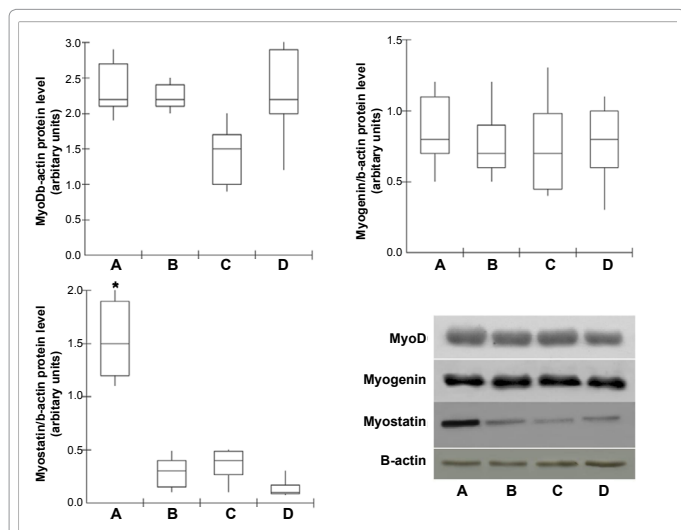 MyoDb-actin protein level
(arbitary units)
3.0
2.5
2.0
1.5
1.0
0.5
0.0
A B C D
Myogenin/b-actin protein level
(arbitary units)
1.5
1.0
0.5
0.0
A B C D
Myostatin/b-actin protein level
(arbitary units)
2.0
1.5
1.0
0.5
0.0
*
A B C D
MyoD
Myogenin
Myostatin
B-actin
A B C D